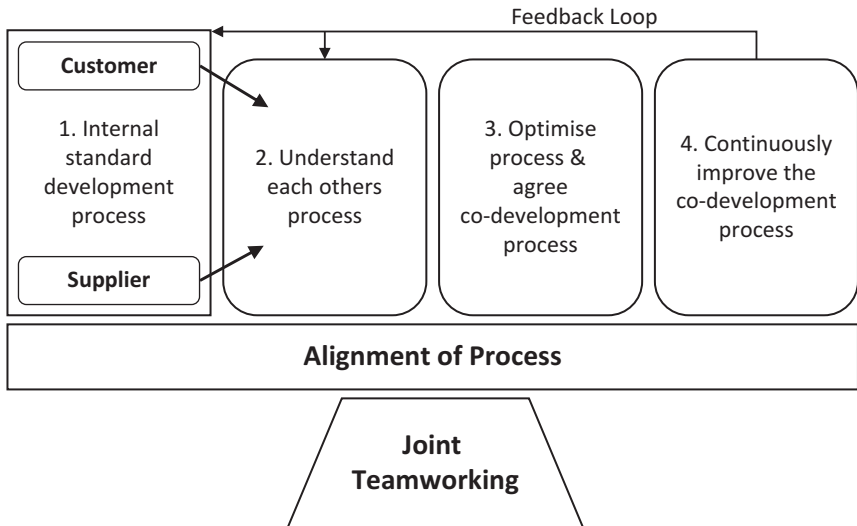 Feedback Loop
Customer
1. Internal
standard
development
process
Supplier
2. Understand
each others
process
3. Optimise
process &
agree
co-development
process
4. Continuously
improve the
co-development
process
Alignment of Process
Joint
Teamworking